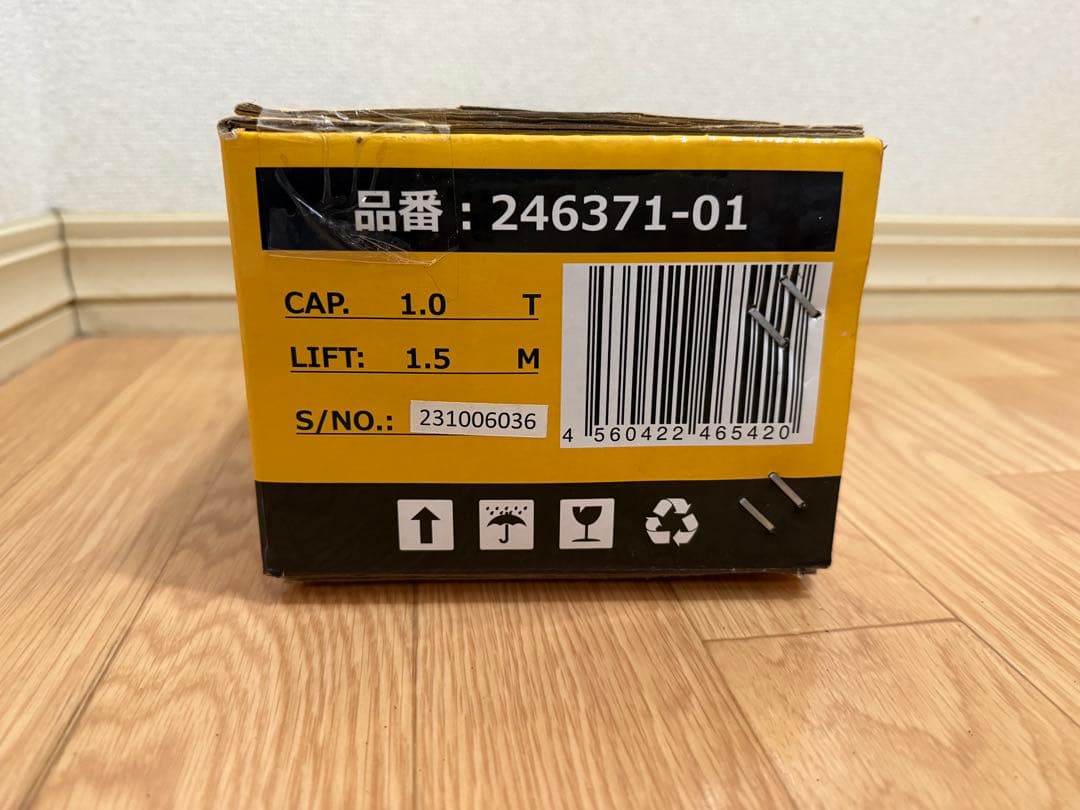 品番：246371-01
CAP. 1.0 T
LIFT: 1.5 M
S/NO.: 231006036
4 560422 465420